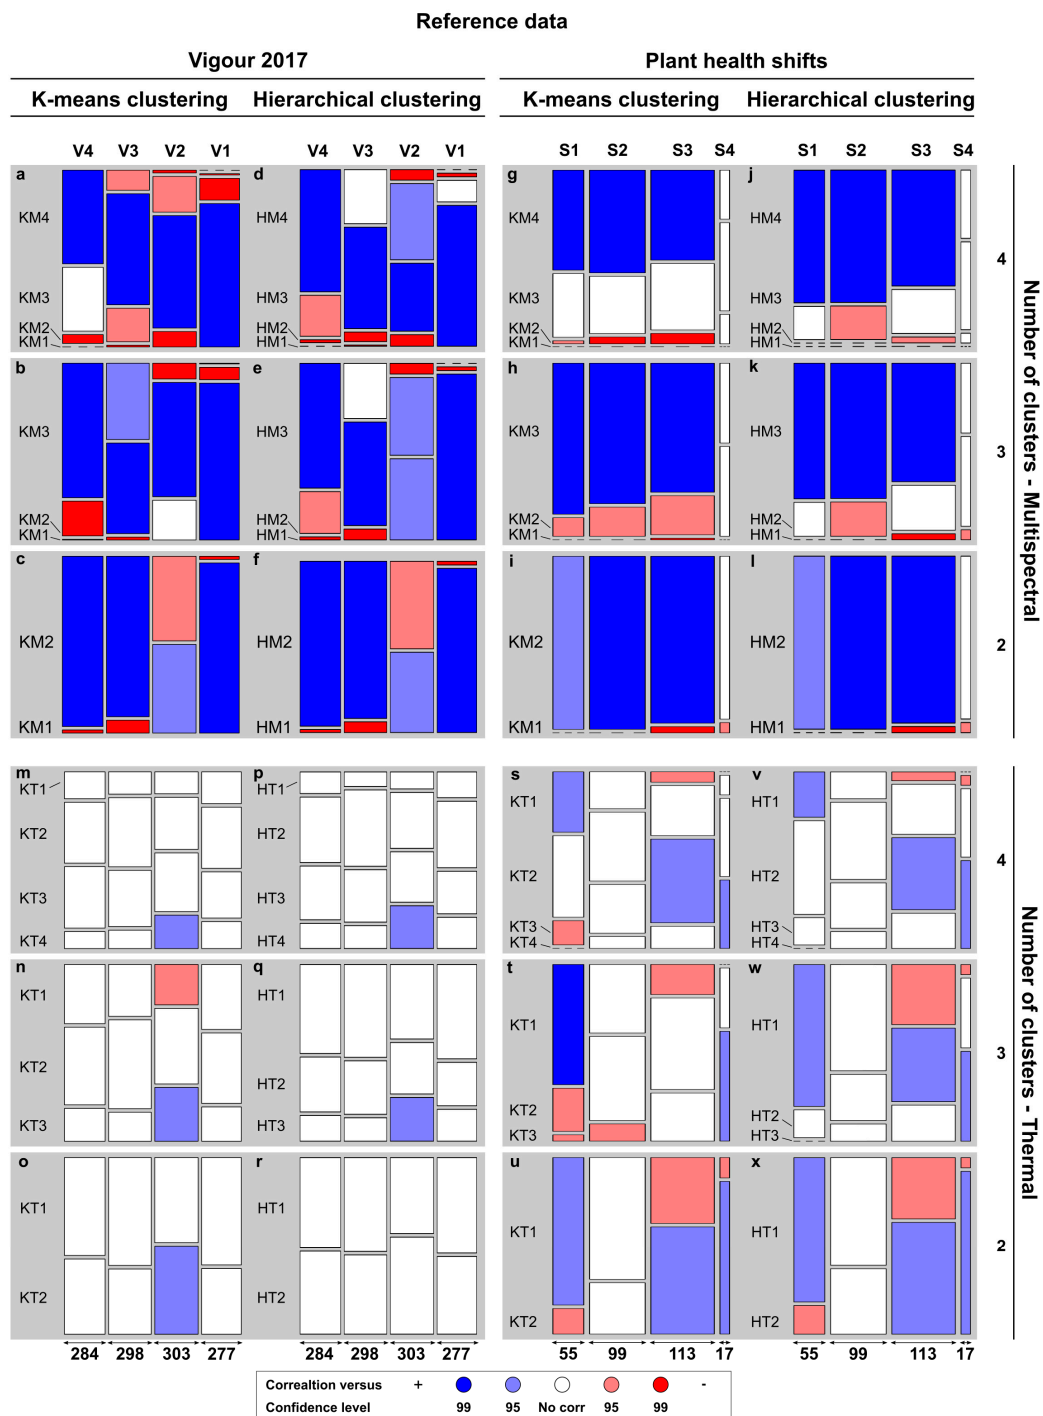 Reference data
Vigour 2017
Plant health shifts
K-means clustering
Hierarchical clustering
K-means clustering
Hierarchical clustering
V4 V3 V2 V1
V4 V3 V2 V1
S1 S2 S3 S4
S1 S2 S3 S4
a
KM4
KM3
KM2
KM1
d
HM4
HM3
HM2
HM1
g
KM4
KM3
KM2
KM1
j
HM4
HM3
HM2
HM1
4
b
KM3
KM2
KM1
e
HM3
HM2
HM1
h
KM3
KM2
KM1
k
HM3
HM2
HM1
3
c
KM2
KM1
f
HM2
HM1
i
KM2
KM1
l
HM2
HM1
2
Number of clusters - Multispectral
m
KT1
KT2
KT3
KT4
p
HT1
HT2
HT3
HT4
s
KT1
KT2
KT3
KT4
v
HT1
HT2
HT3
HT4
4
n
KT1
KT2
KT3
q
HT1
HT2
HT3
t
KT1
KT2
KT3
w
HT1
HT2
HT3
3
o
KT1
KT2
r
HT1
HT2
u
KT1
KT2
x
HT1
HT2
2
Number of clusters - Thermal
284 298 303 277
284 298 303 277
55 99 113 17
55 99 113 17
Correaltion versus + -
Confidence level 99 95 No corr 95 99